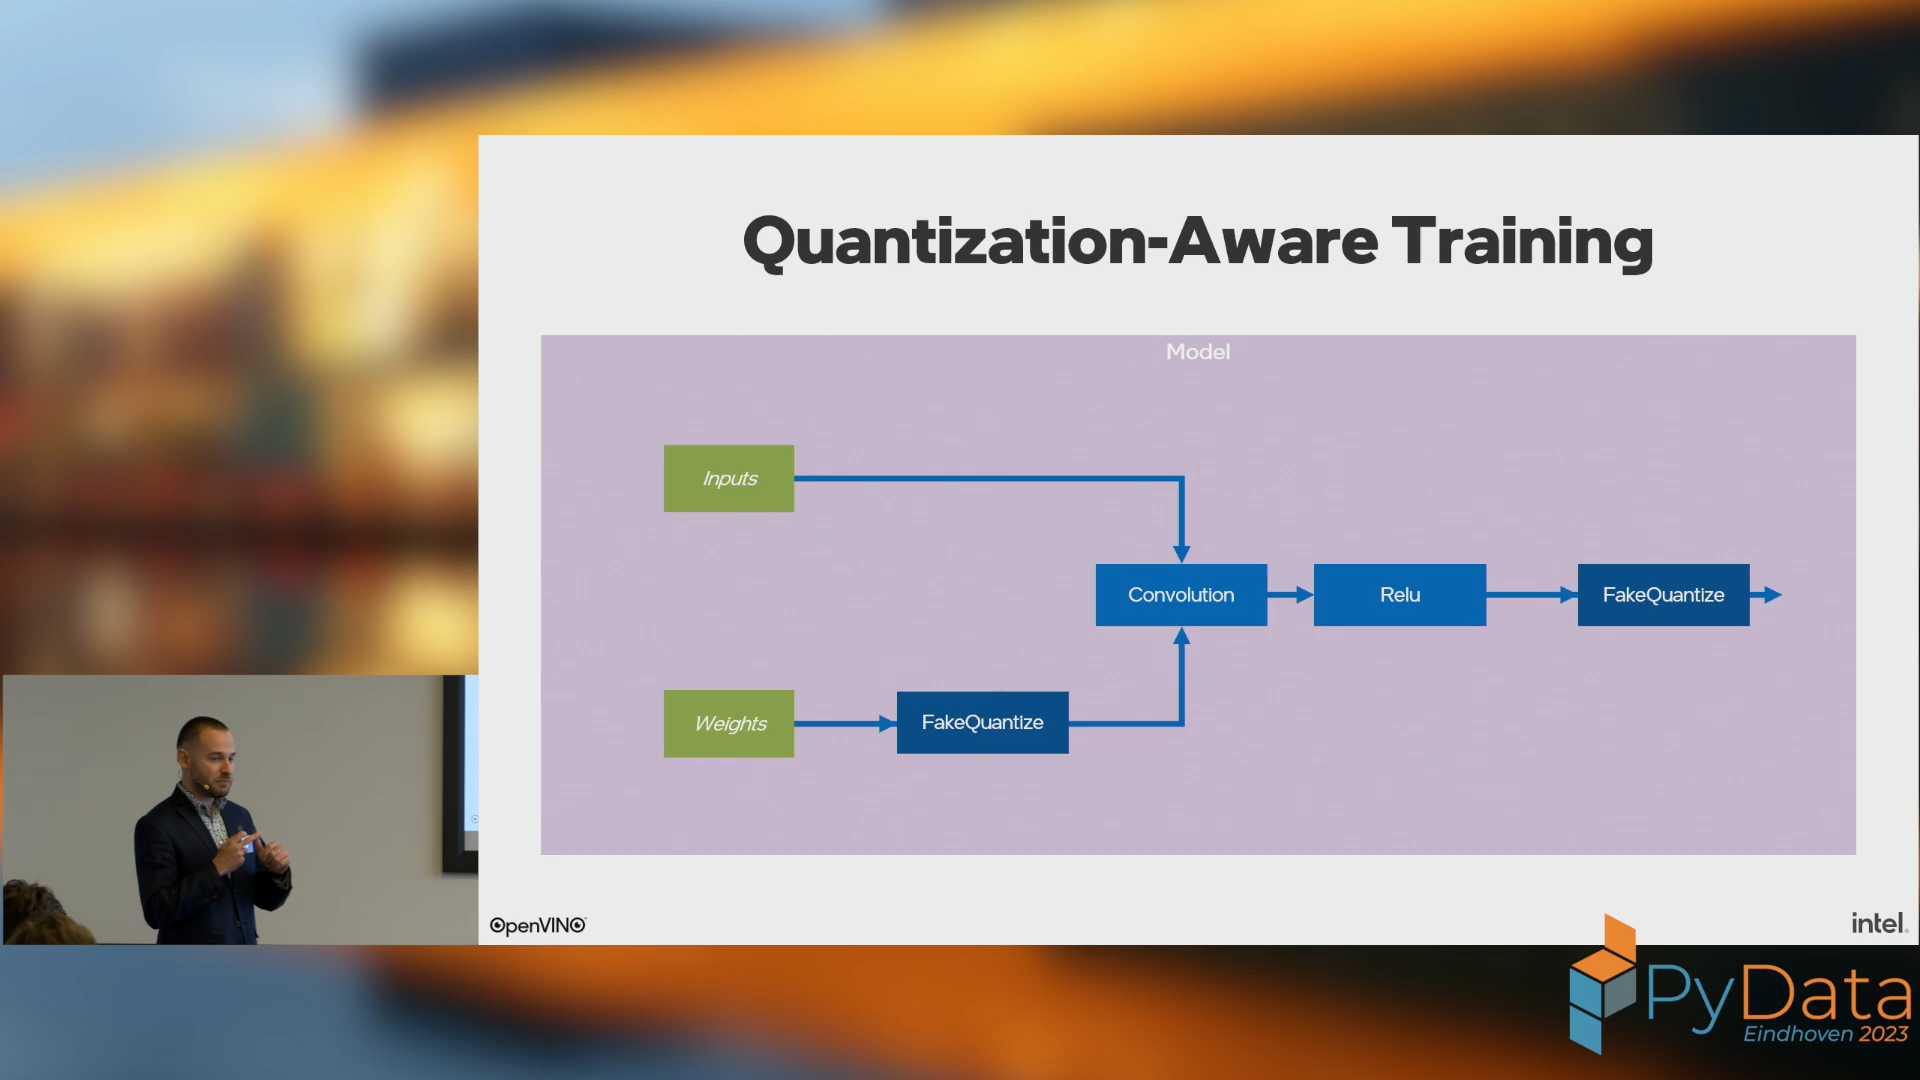 Quantization-Aware Training
Model
Inputs
Convolution
Relu
FakeQuantize
Weights
FakeQuantize
OpenVINO
intel.
PyData
Eindhoven 2023